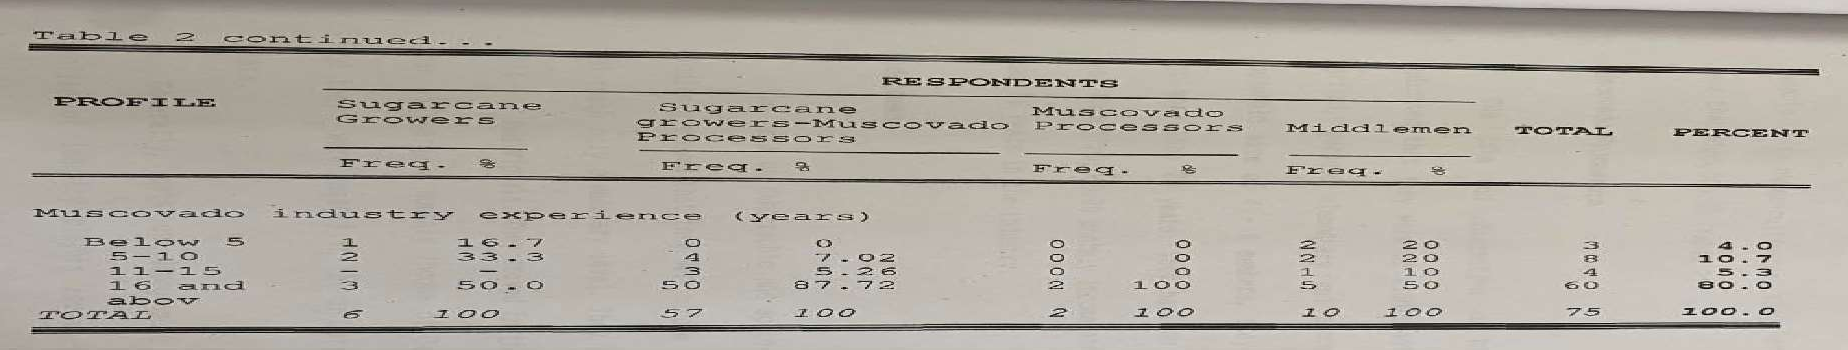 Table 2 continued...
RESPONDENTS
PROFILE Sugarcane Growers Sugarcane growers-Muscovado Processors Muscovado Processors Middlemen TOTAL PERCENT
Freq. % Freq. % Freq. % Freq. %
Muscovado industry experience (years)
Below 5 1 16.7 0 0 0 0 2 20 3 4.0
5-10 2 33.3 4 7.02 0 0 2 20 8 10.7
11-15 - - 3 5.26 0 0 1 10 4 5.3
16 and 3 50.0 50 87.72 2 100 5 50 60 80.0
abov
TOTAL 6 100 57 100 2 100 10 100 75 100.0